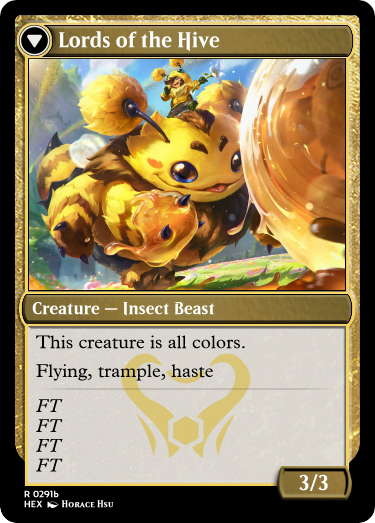 Lords of the Hive
Creature — Insect Beast
This creature is all colors.
Flying, trample, haste
FT
FT
FT
FT
3/3
R 0291b
HEX Horace Hsu